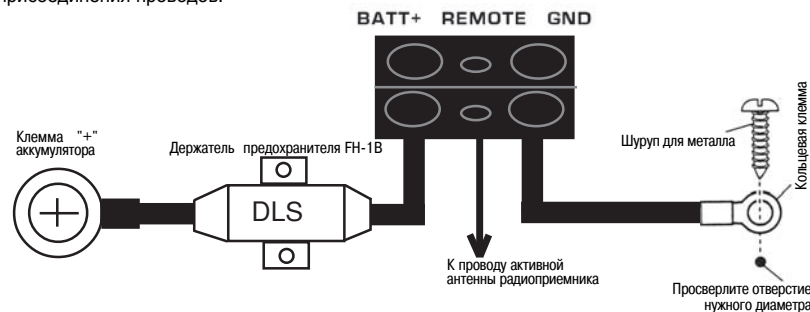 присоединения проводов.
BATT+ REMOTE GND
Клемма "+"
аккумулятора
Держатель предохранителя FH-1B
DLS
Шуруп для металла
Кольцевая клемма
К проводу активной
антенны радиоприемника
Просверлите отверстие
нужного диаметра